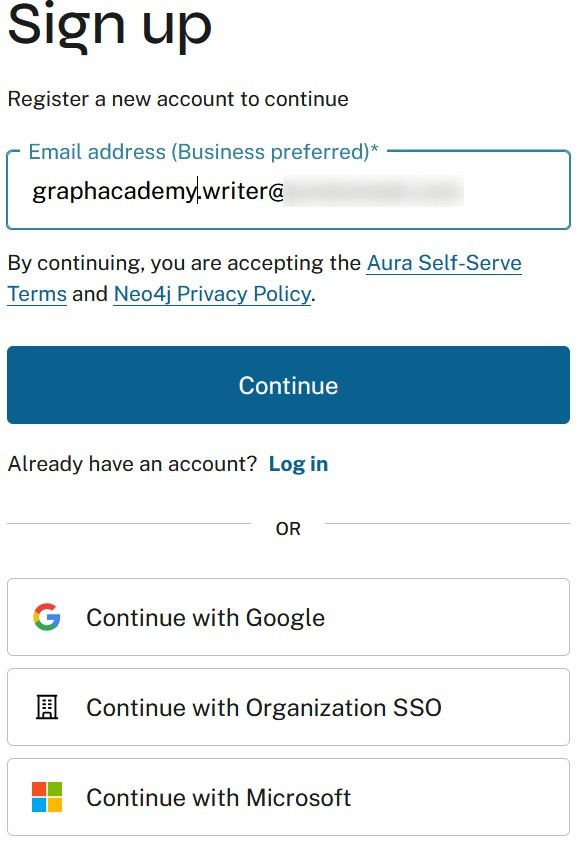 Sign up
Register a new account to continue
Email address (Business preferred)*
graphacademy.writer@
By continuing, you are accepting the Aura Self-Serve
Terms and Neo4j Privacy Policy.
Continue
Already have an account? Log in
OR
Continue with Google
Continue with Organization SSO
Continue with Microsoft